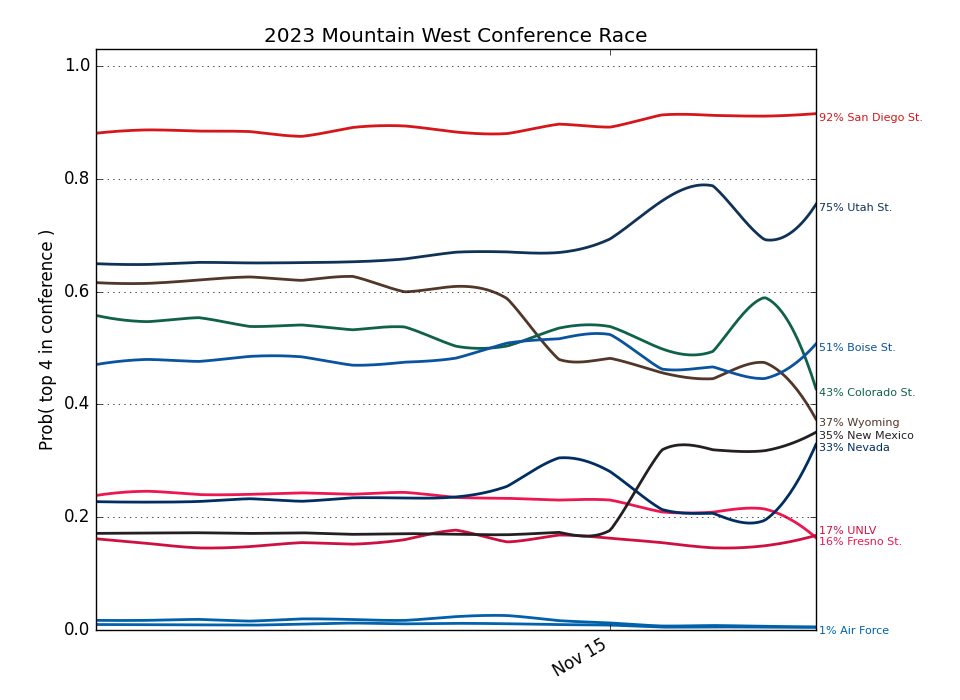 2023 Mountain West Conference Race
Prob( top 4 in conference )
1.0
0.8
0.6
0.4
0.2
0.0
Nov 15
92% San Diego St.
75% Utah St.
51% Boise St.
43% Colorado St.
37% Wyoming
35% New Mexico
33% Nevada
17% UNLV
16% Fresno St.
1% Air Force